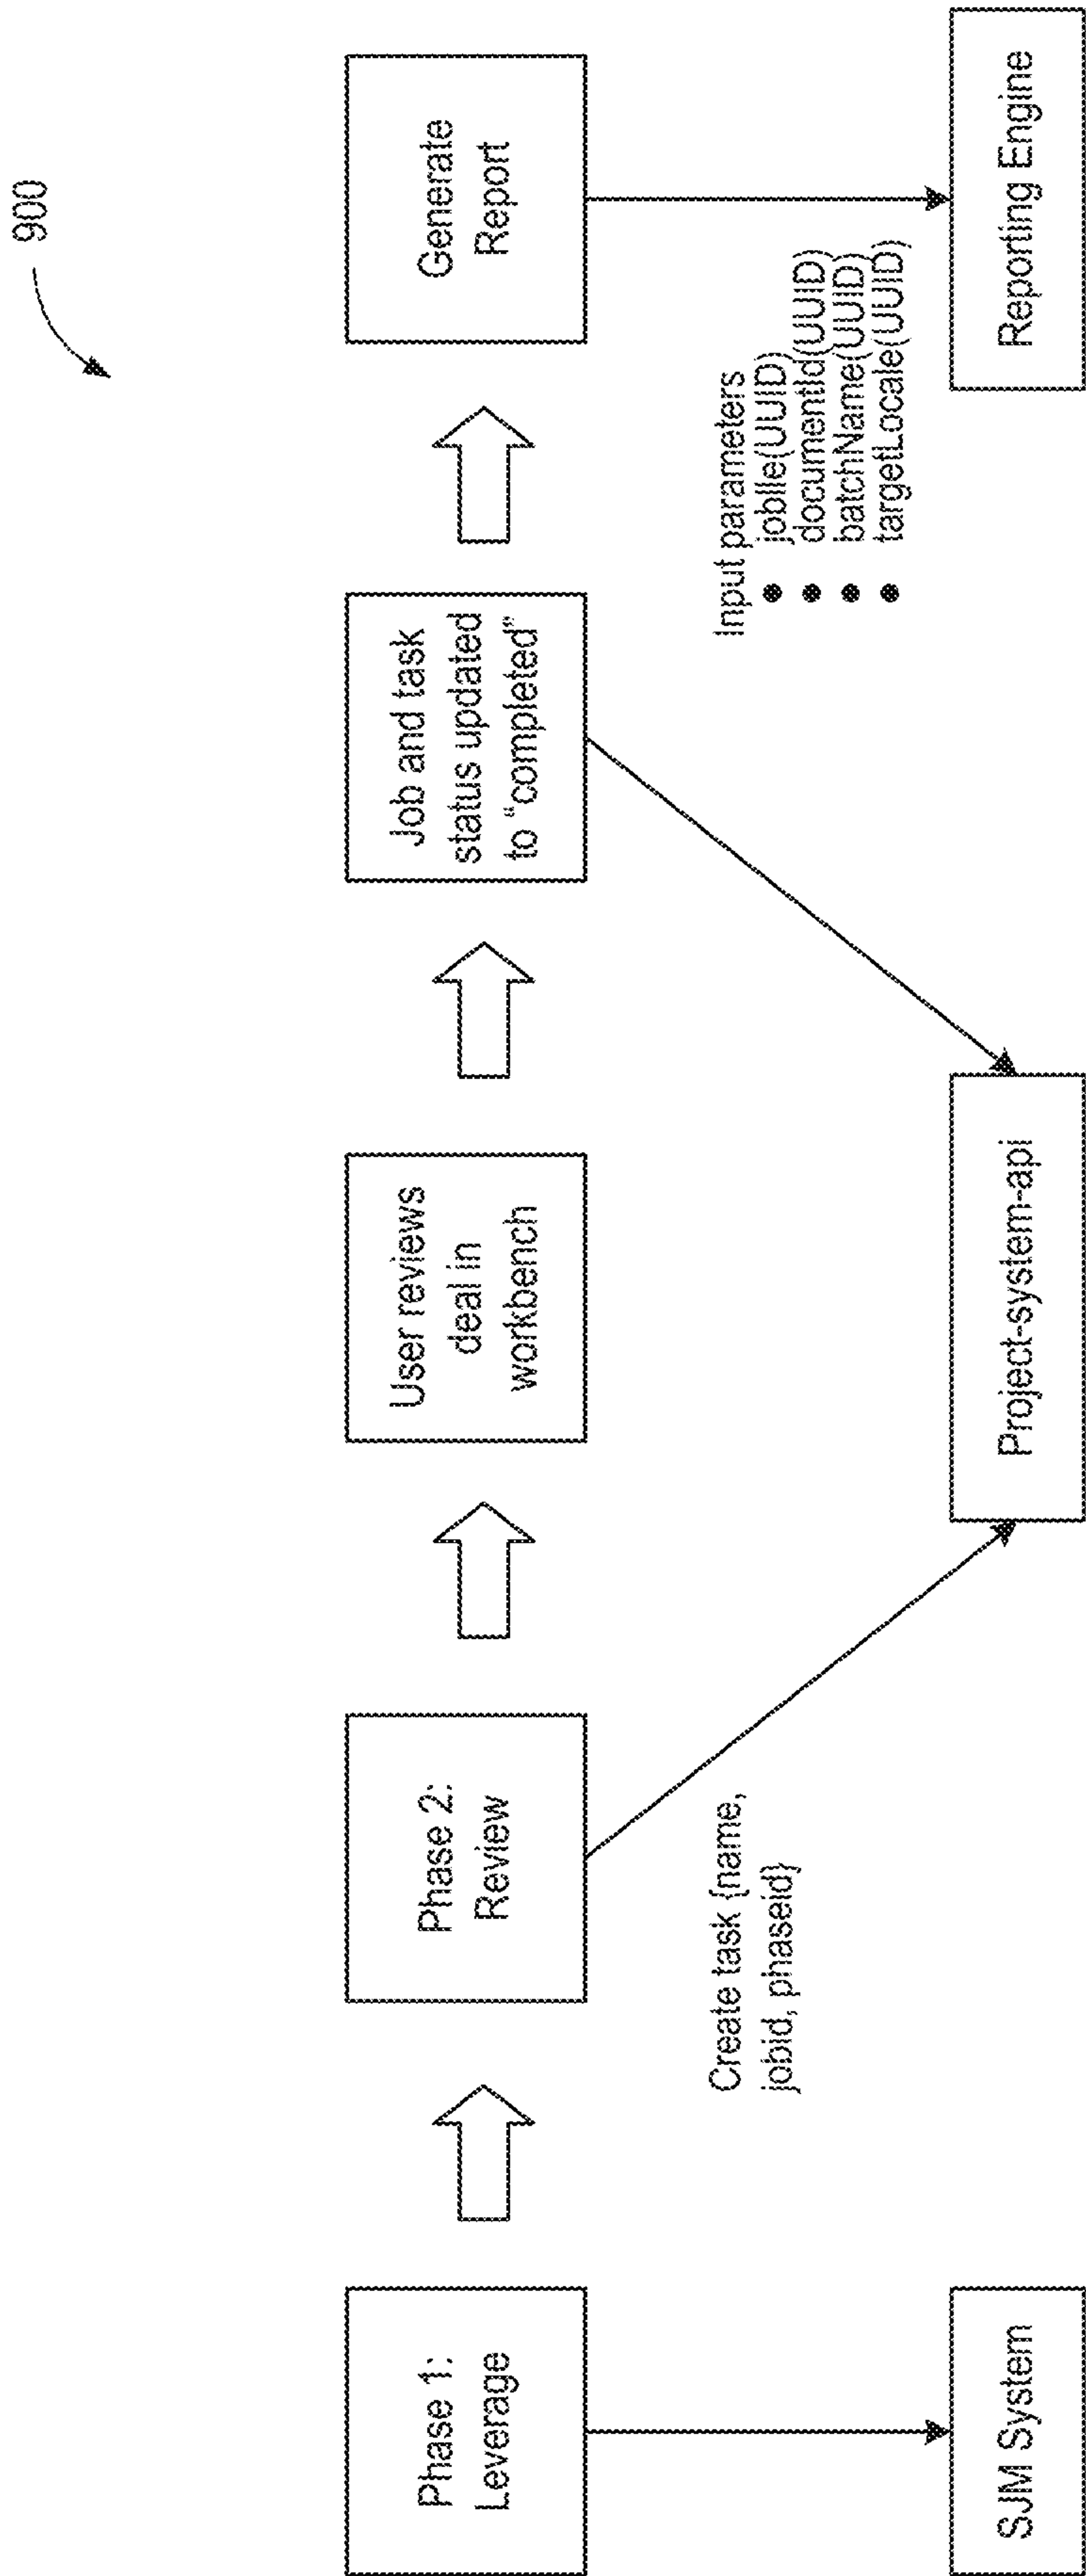 900
Phase 1:
Leverage
Phase 2:
Review
User reviews
deal in
workbench
Job and task
status updated
to “completed”
Generate
Report
Create task {name,
jobid, phaseid}
Input parameters
● jobIe(UUID)
● documentId(UUID)
● batchName(UUID)
● targetLocale(UUID)
SJM System
Project-system-api
Reporting Engine